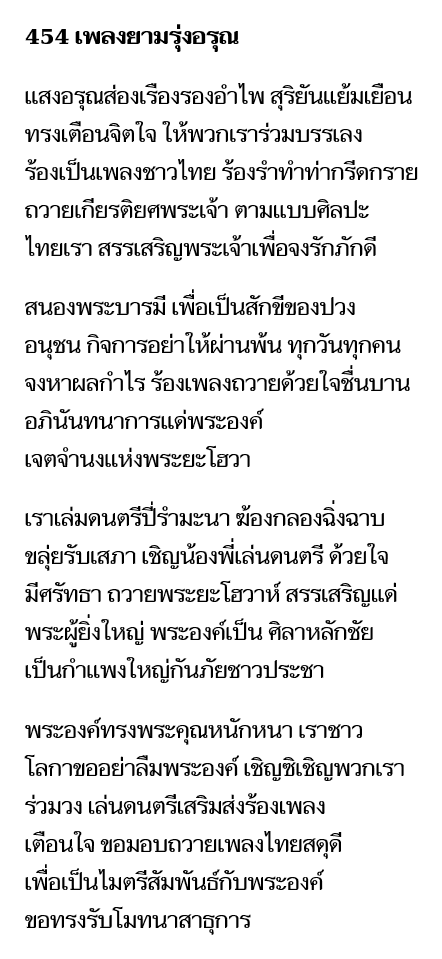 454 เพลงยามรุ่งอรุณ
แสงอรุณส่องเรืองรองอำไพ สุริยันแย้มเยือน
ทรงเตือนจิตใจ ให้พวกเราร่วมบรรเลง
ร้องเป็นเพลงชาวไทย ร้องรำทำท่ากรีดกราย
ถวายเกียรติยศพระเจ้า ตามแบบศิลปะ
ไทยเรา สรรเสริญพระเจ้าเพื่อจงรักภักดี
สนองพระบารมี เพื่อเป็นสักขีของปวง
อนุชน กิจการอย่าให้ผ่านพ้น ทุกวันทุกคน
จงหาผลกำไร ร้องเพลงถวายด้วยใจชื่นบาน
อภินันทนาการแด่พระองค์
เจตจำนงแห่งพระยะโฮวา
เราเล่มดนตรีปี่รำมะนา ฆ้องกลองฉิ่งฉาบ
ขลุ่ยรับเสภา เชิญน้องพี่เล่นดนตรี ด้วยใจ
มีศรัทธา ถวายพระยะโฮวาห์ สรรเสริญแด่
พระผู้ยิ่งใหญ่ พระองค์เป็น ศิลาหลักชัย
เป็นกำแพงใหญ่กันภัยชาวประชา
พระองค์ทรงพระคุณหนักหนา เราชาว
โลกาขออย่าลืมพระองค์ เชิญซิเชิญพวกเรา
ร่วมวง เล่นดนตรีเสริมส่งร้องเพลง
เตือนใจ ขอมอบถวายเพลงไทยสดุดี
เพื่อเป็นไมตรีสัมพันธ์กับพระองค์
ขอทรงรับโมทนาสาธุการ